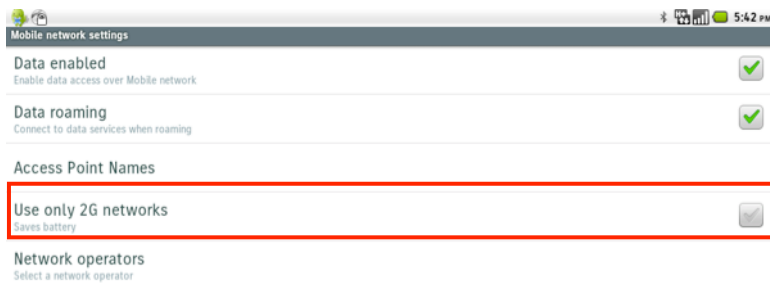 5:42 PM
Mobile network settings
Data enabled
Enable data access over Mobile network
Data roaming
Connect to data services when roaming
Access Point Names
Use only 2G networks
Saves battery
Network operators
Select a network operator